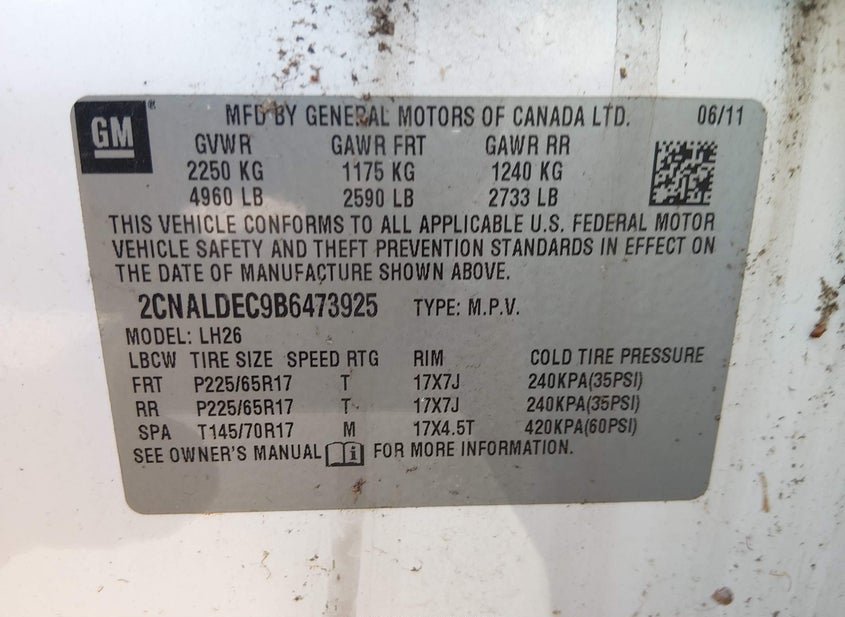 GM ® MFD BY GENERAL MOTORS OF CANADA LTD. 06/11
GVWR GAWR FRT GAWR RR
2250 KG 1175 KG 1240 KG
4960 LB 2590 LB 2733 LB
THIS VEHICLE CONFORMS TO ALL APPLICABLE U.S. FEDERAL MOTOR
VEHICLE SAFETY AND THEFT PREVENTION STANDARDS IN EFFECT ON
THE DATE OF MANUFACTURE SHOWN ABOVE.
2CNALDEC9B6473925 TYPE: M.P.V.
MODEL: LH26
LBCW TIRE SIZE SPEED RTG RIM COLD TIRE PRESSURE
FRT P225/65R17 T 17X7J 240KPA(35PSI)
RR P225/65R17 T 17X7J 240KPA(35PSI)
SPA T145/70R17 M 17X4.5T 420KPA(60PSI)
SEE OWNER'S MANUAL FOR MORE INFORMATION.